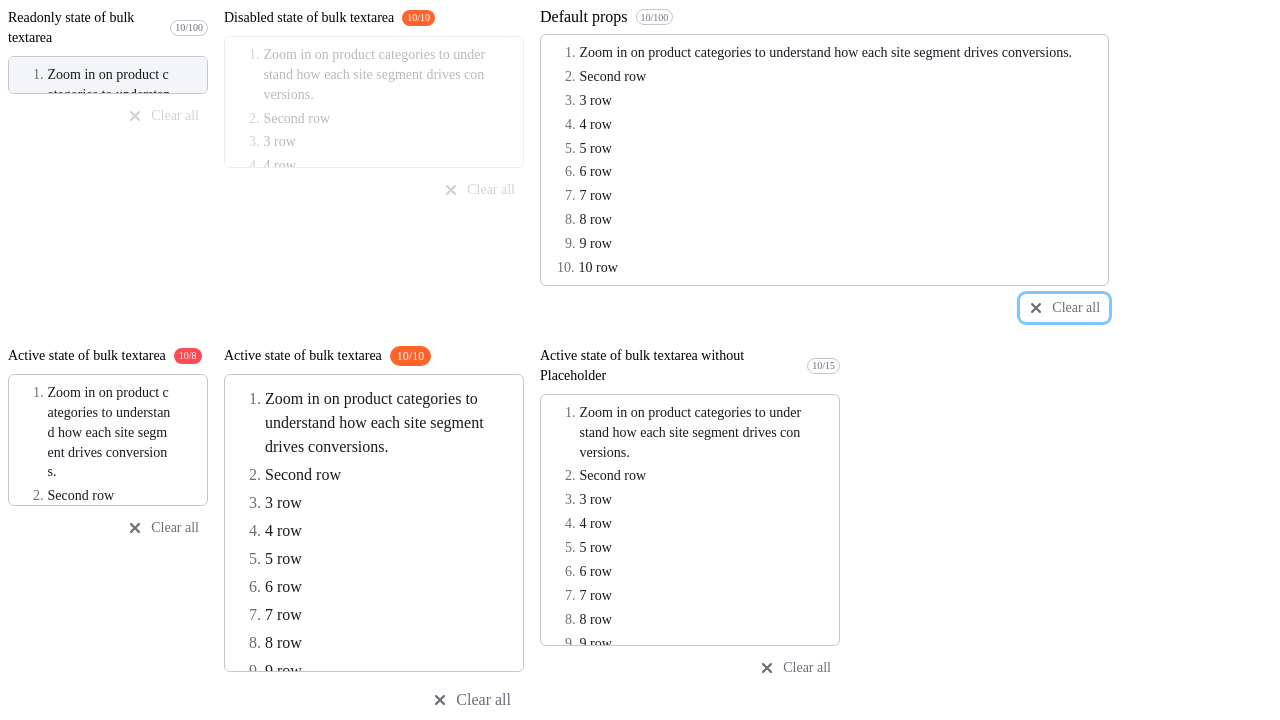 Readonly state of bulk
textarea
10/100
1. Zoom in on product c
ategories to understan
Clear all
Disabled state of bulk textarea 10/10
1. Zoom in on product categories to under
stand how each site segment drives con
versions.
2. Second row
3. 3 row
4. 4 row
Clear all
Default props 10/100
1. Zoom in on product categories to understand how each site segment drives conversions.
2. Second row
3. 3 row
4. 4 row
5. 5 row
6. 6 row
7. 7 row
8. 8 row
9. 9 row
10. 10 row
Clear all
Active state of bulk textarea 10/8
1. Zoom in on product c
ategories to understan
d how each site segm
ent drives conversion
s.
2. Second row
Clear all
Active state of bulk textarea 10/10
1. Zoom in on product categories to
understand how each site segment
drives conversions.
2. Second row
3. 3 row
4. 4 row
5. 5 row
6. 6 row
7. 7 row
8. 8 row
9. 9 row
Clear all
Active state of bulk textarea without
Placeholder
10/15
1. Zoom in on product categories to under
stand how each site segment drives con
versions.
2. Second row
3. 3 row
4. 4 row
5. 5 row
6. 6 row
7. 7 row
8. 8 row
9. 9 row
Clear all